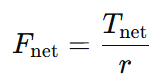 F_net = T_net / r